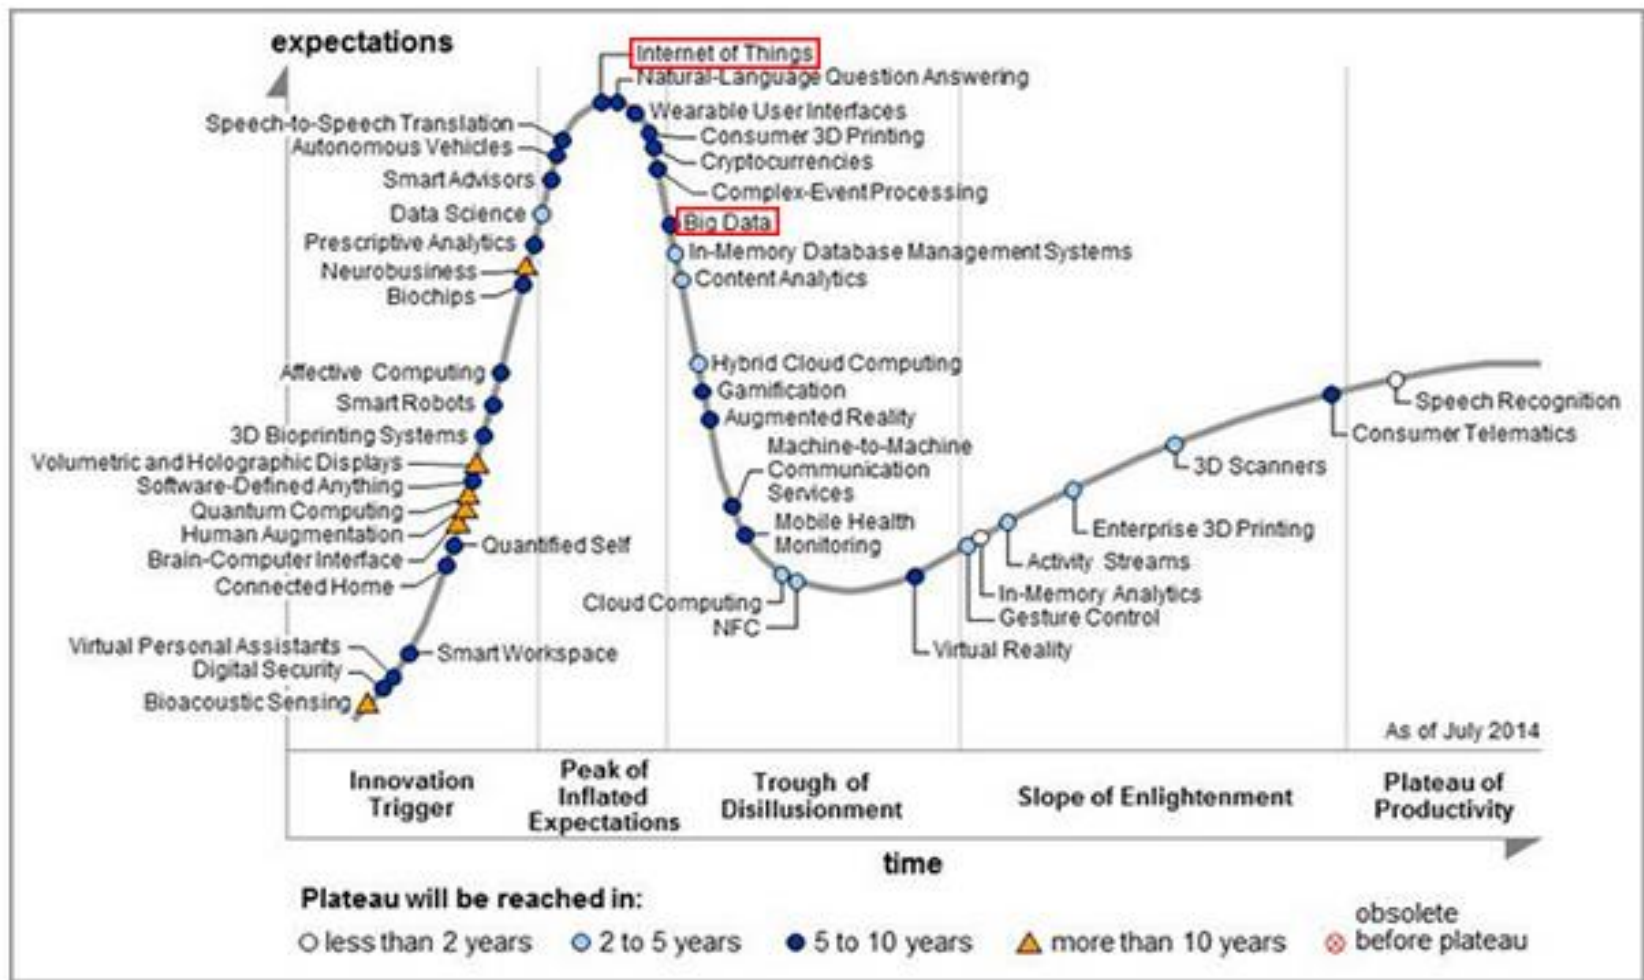 expectations
Internet of Things
Natural-Language Question Answering
Wearable User Interfaces
Speech-to-Speech Translation
Consumer 3D Printing
Autonomous Vehicles
Cryptocurrencies
Smart Advisors
Complex-Event Processing
Data Science
Big Data
Prescriptive Analytics
In-Memory Database Management Systems
Neurobusiness
Content Analytics
Biochips
Hybrid Cloud Computing
Affective Computing
Gamification
Smart Robots
Augmented Reality
3D Bioprinting Systems
Machine-to-Machine
Communication
Services
Volumetric and Holographic Displays
Software-Defined Anything
Quantum Computing
Human Augmentation
Brain-Computer Interface
Quantified Self
Connected Home
Mobile Health
Monitoring
Cloud Computing
NFC
Virtual Personal Assistants
Smart Workspace
Digital Security
Bioacoustic Sensing
Virtual Reality
Gesture Control
In-Memory Analytics
Activity Streams
Enterprise 3D Printing
3D Scanners
Consumer Telematics
Speech Recognition
As of July 2014
Innovation
Trigger
Peak of
Inflated
Expectations
Trough of
Disillusionment
Slope of Enlightenment
Plateau of
Productivity
time
Plateau will be reached in:
less than 2 years
2 to 5 years
5 to 10 years
more than 10 years
obsolete
before plateau